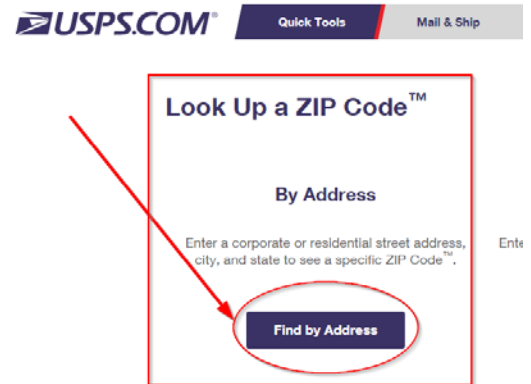 USPS.COM®
Quick Tools
Mail & Ship
Look Up a ZIP Code™
By Address
Enter a corporate or residential street address,
city, and state to see a specific ZIP Code™.
Find by Address